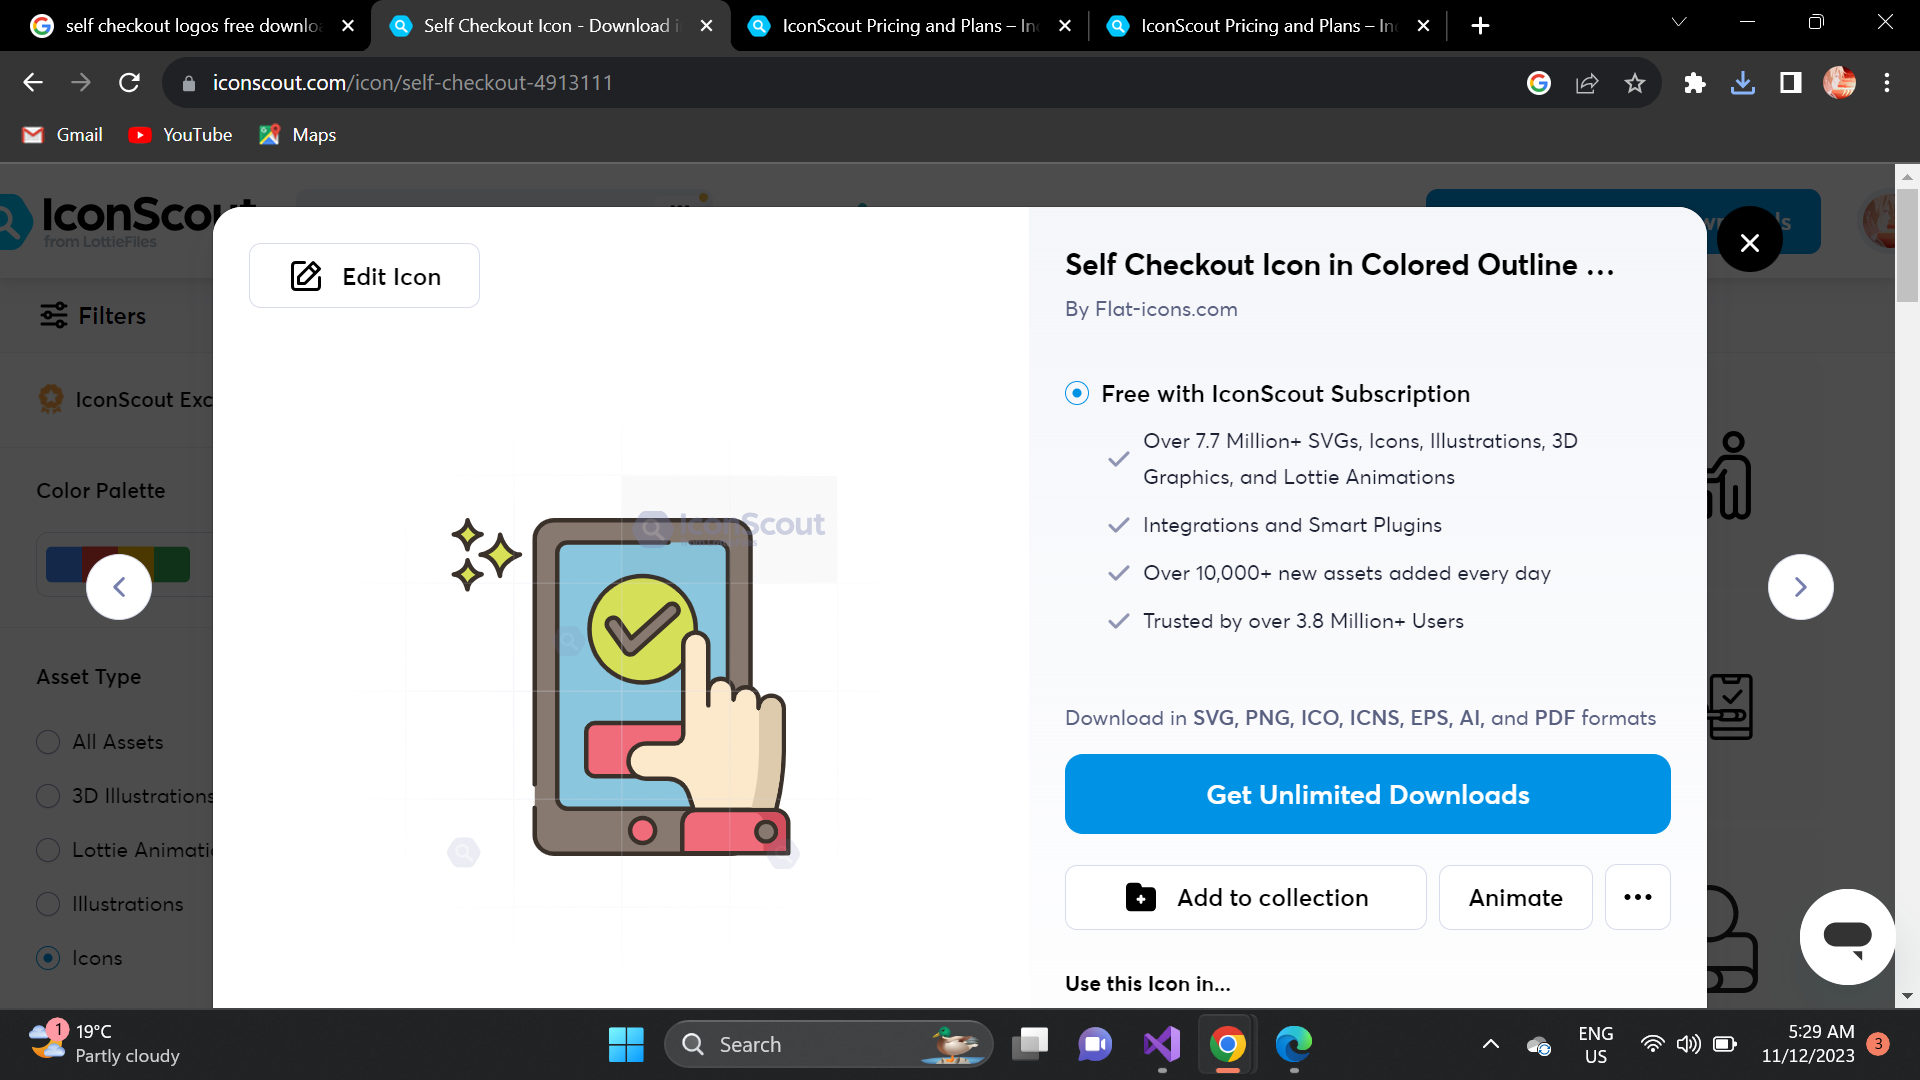 self checkout logos free downlo
Self Checkout Icon - Download i
IconScout Pricing and Plans – In
IconScout Pricing and Plans – In
iconscout.com/icon/self-checkout-4913111
Gmail
YouTube
Maps
IconScout
from LottieFiles
Edit Icon
Self Checkout Icon in Colored Outline ...
By Flat-icons.com
Filters
IconScout Exc
Free with IconScout Subscription
Over 7.7 Million+ SVGs, Icons, Illustrations, 3D
Graphics, and Lottie Animations
Color Palette
Integrations and Smart Plugins
IconScout
Over 10,000+ new assets added every day
Trusted by over 3.8 Million+ Users
Asset Type
Download in SVG, PNG, ICO, ICNS, EPS, AI, and PDF formats
All Assets
3D Illustrations
Get Unlimited Downloads
Lottie Animati
Illustrations
Add to collection
Animate
Icons
Use this Icon in...
1
19°C
Partly cloudy
Search
ENG
US
5:29 AM
11/12/2023
3